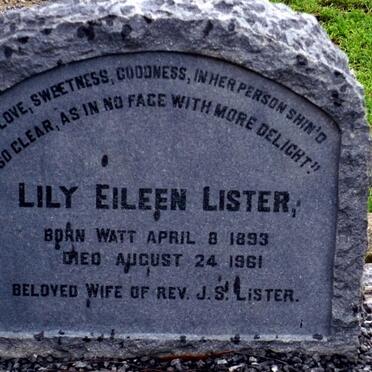 LOVE, SWEETNESS, GOODNESS, IN HER PERSON SHIN'D
SO CLEAR, AS IN NO FACE WITH MORE DELIGHT"
LILY EILEEN LISTER,
BORN WATT APRIL 8 1893
DIED AUGUST 24 1961
BELOVED WIFE OF REV. J. S. LISTER.